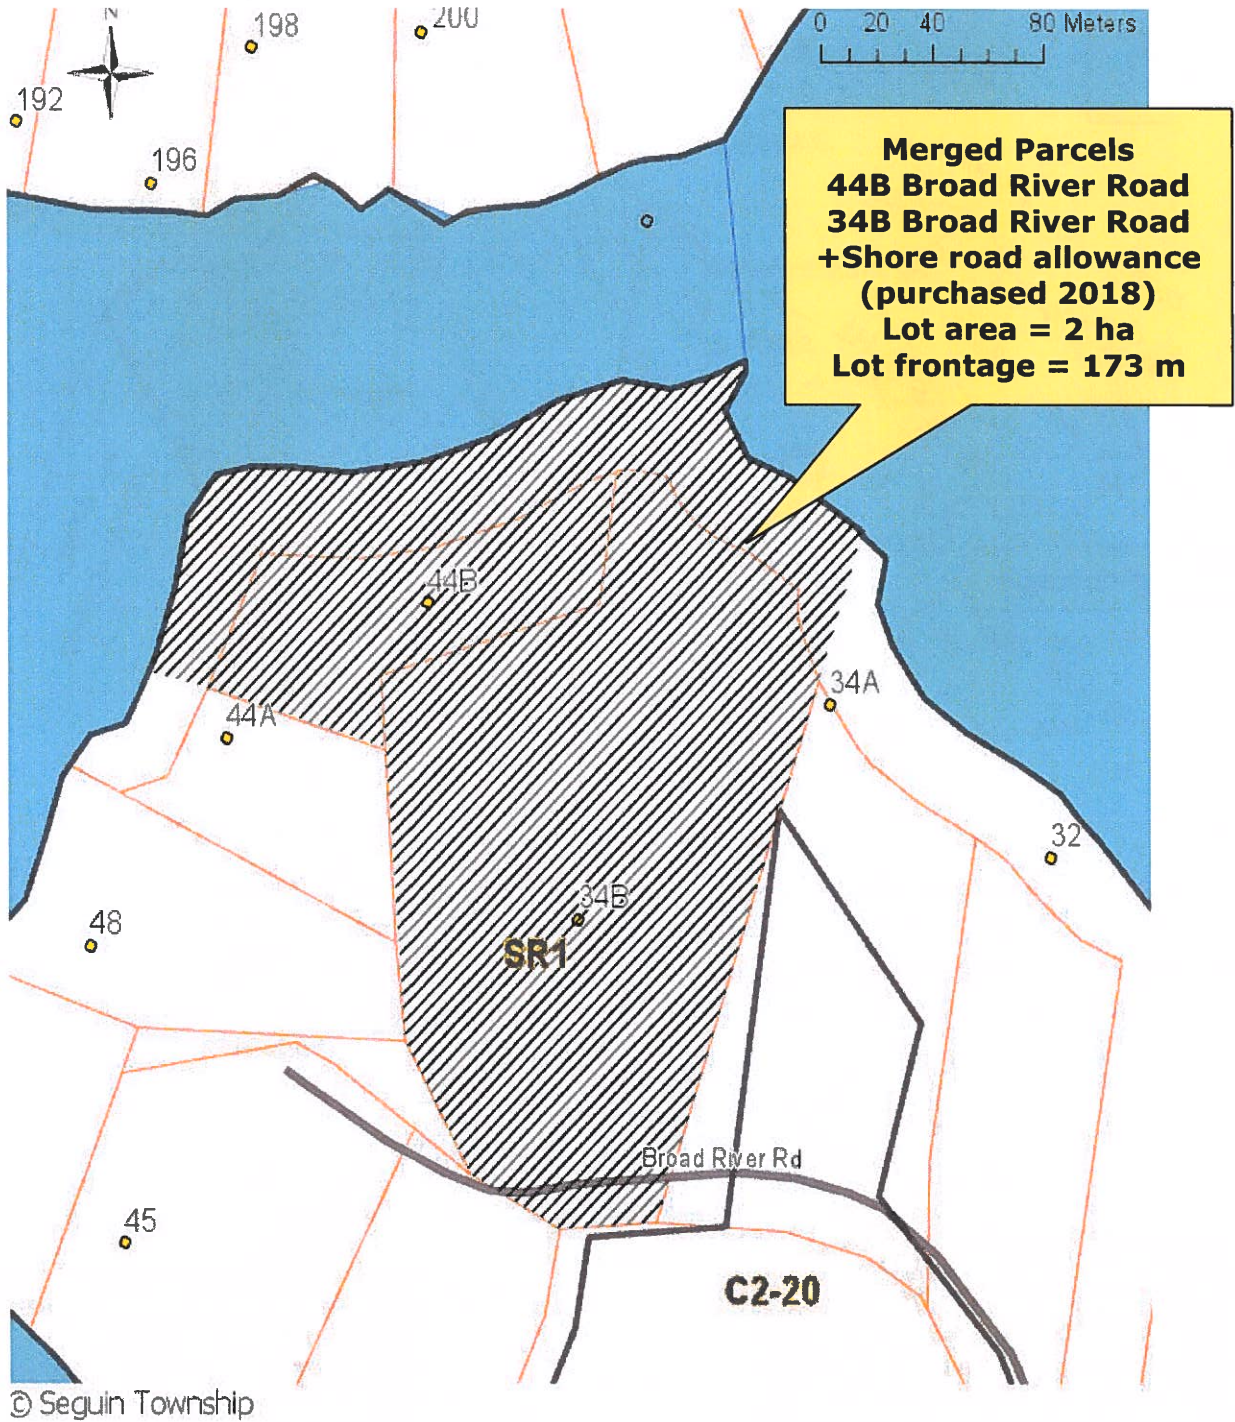 N
198
200
0 20 40 80 Meters
192
196
Merged Parcels
44B Broad River Road
34B Broad River Road
+Shore road allowance
(purchased 2018)
Lot area = 2 ha
Lot frontage = 173 m
44B
34A
44A
32
34B
48
SR1
Broad River Rd
45
C2-20
© Seguin Township